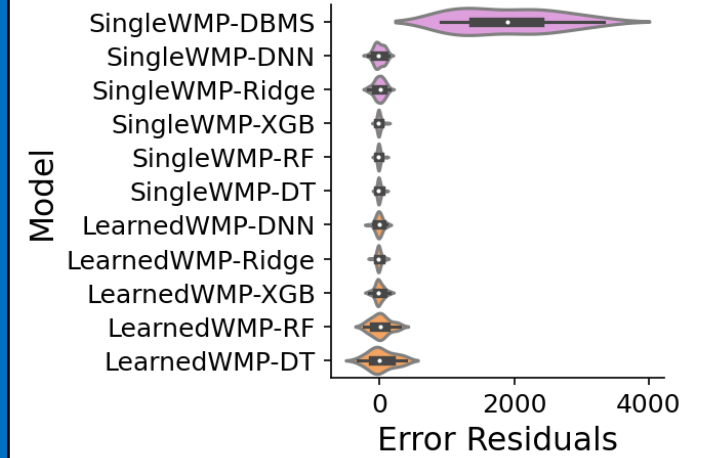 SingleWMP-DBMS
SingleWMP-DNN
SingleWMP-Ridge
SingleWMP-XGB
SingleWMP-RF
SingleWMP-DT
LearnedWMP-DNN
LearnedWMP-Ridge
LearnedWMP-XGB
LearnedWMP-RF
LearnedWMP-DT
Model
0 2000 4000
Error Residuals